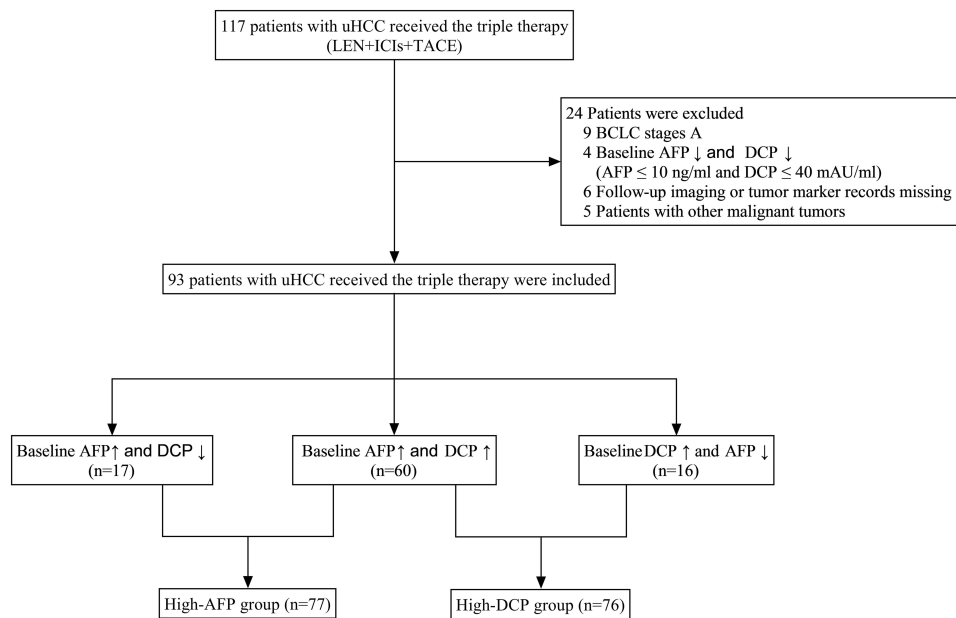 117 patients with uHCC received the triple therapy
(LEN+ICIs+TACE)
24 Patients were excluded
9 BCLC stages A
4 Baseline AFP ↓ and DCP ↓
(AFP ≤ 10 ng/ml and DCP ≤ 40 mAU/ml)
6 Follow-up imaging or tumor marker records missing
5 Patients with other malignant tumors
93 patients with uHCC received the triple therapy were included
Baseline AFP↑ and DCP ↓
(n=17)
Baseline AFP↑ and DCP ↑
(n=60)
Baseline DCP ↑ and AFP ↓
(n=16)
High-AFP group (n=77)
High-DCP group (n=76)